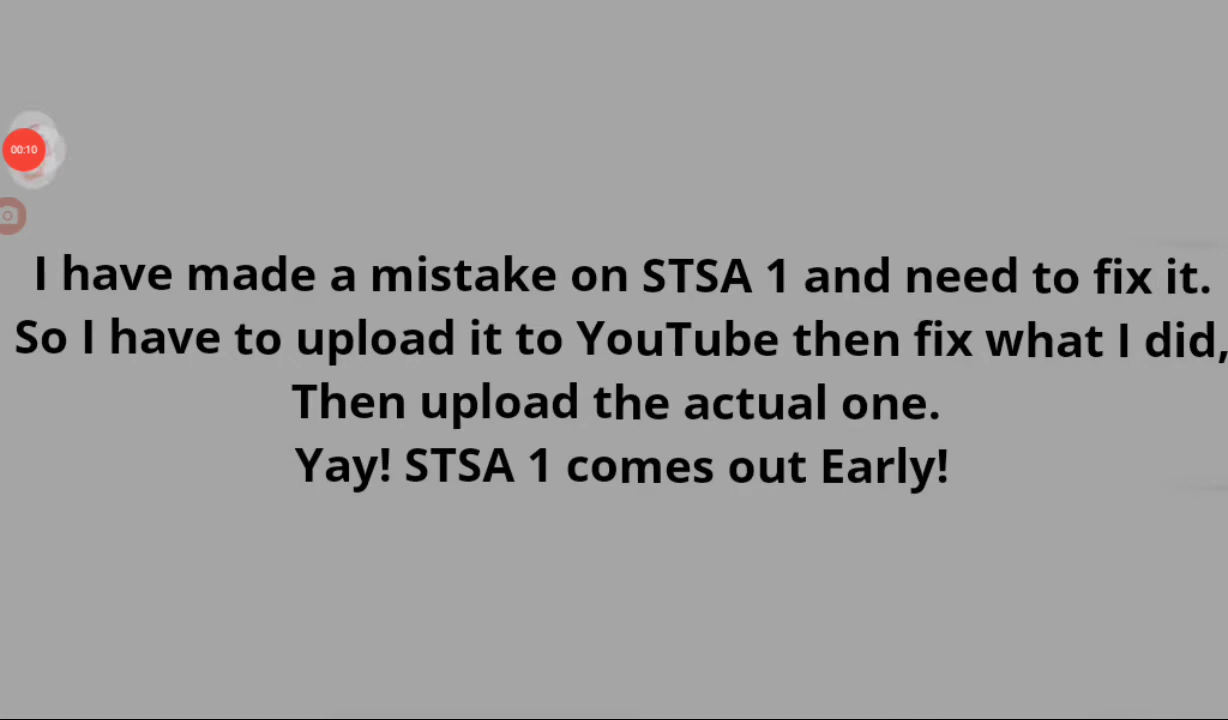 00:10
I have made a mistake on STSA 1 and need to fix it.
So I have to upload it to YouTube then fix what I did,
Then upload the actual one.
Yay! STSA 1 comes out Early!